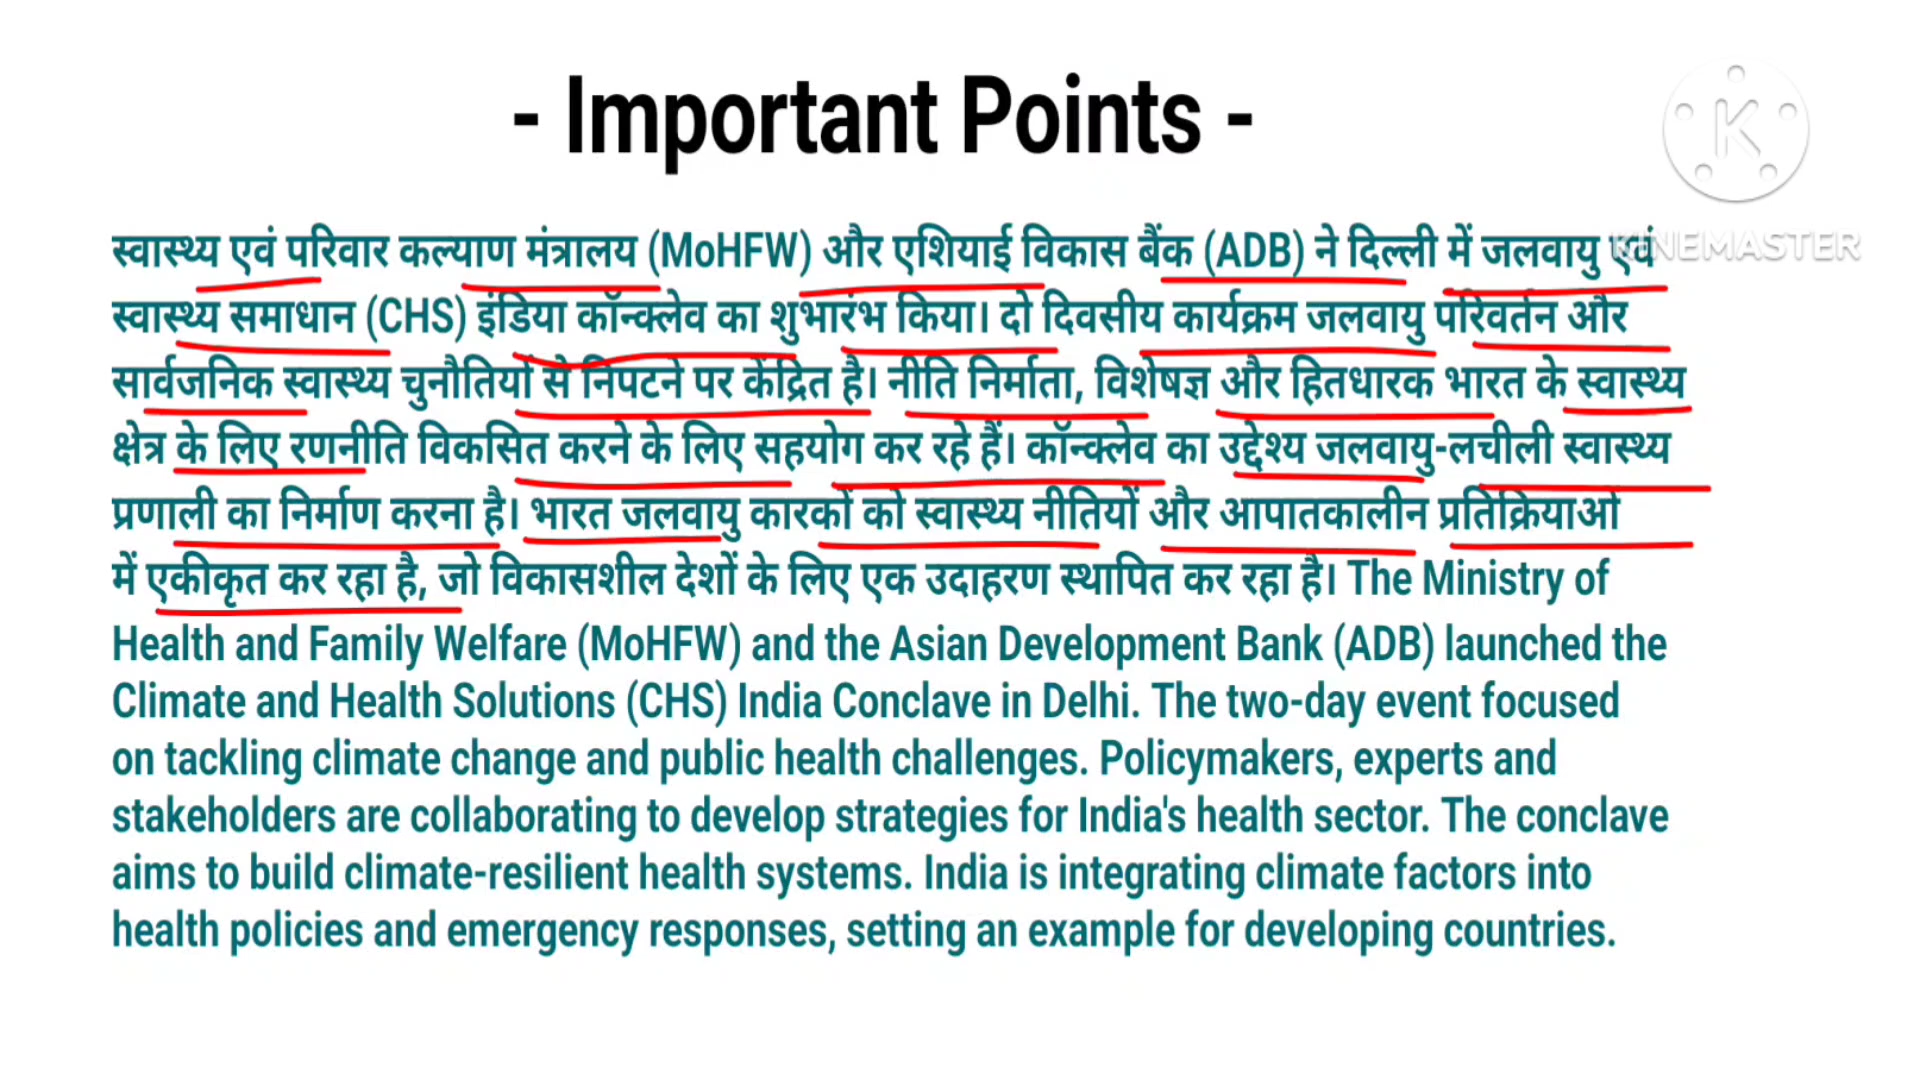 - Important Points -
KINEMASTER
स्वास्थ्य एवं परिवार कल्याण मंत्रालय (MoHFW) और एशियाई विकास बैंक (ADB) ने दिल्ली में जलवायु एवं
स्वास्थ्य समाधान (CHS) इंडिया कॉन्क्लेव का शुभारंभ किया। दो दिवसीय कार्यक्रम जलवायु परिवर्तन और
सार्वजनिक स्वास्थ्य चुनौतियों से निपटने पर केंद्रित है। नीति निर्माता, विशेषज्ञ और हितधारक भारत के स्वास्थ्य
क्षेत्र के लिए रणनीति विकसित करने के लिए सहयोग कर रहे हैं। कॉन्क्लेव का उद्देश्य जलवायु-लचीली स्वास्थ्य
प्रणाली का निर्माण करना है। भारत जलवायु कारकों को स्वास्थ्य नीतियों और आपातकालीन प्रतिक्रियाओं
में एकीकृत कर रहा है, जो विकासशील देशों के लिए एक उदाहरण स्थापित कर रहा है। The Ministry of
Health and Family Welfare (MoHFW) and the Asian Development Bank (ADB) launched the
Climate and Health Solutions (CHS) India Conclave in Delhi. The two-day event focused
on tackling climate change and public health challenges. Policymakers, experts and
stakeholders are collaborating to develop strategies for India's health sector. The conclave
aims to build climate-resilient health systems. India is integrating climate factors into
health policies and emergency responses, setting an example for developing countries.